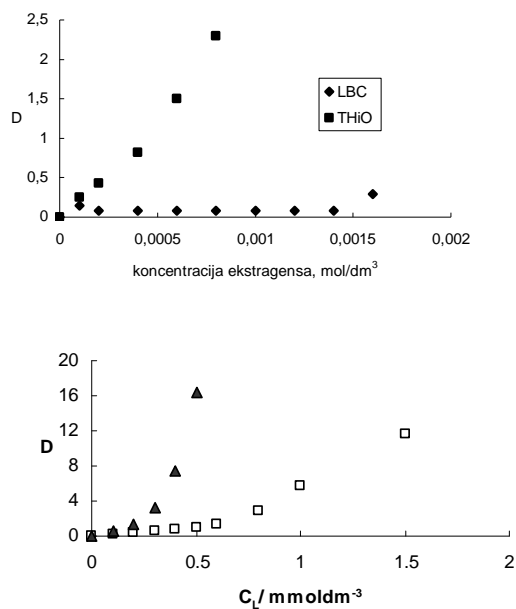 2,5
2
1,5
1
0,5
0
D
LBC
THiO
0 0,0005 0,001 0,0015 0,002
koncentracija ekstragensa, mol/dm³
20
16
12
8
4
0
D
0 0.5 1 1.5 2
C_L/ mmoldm⁻³